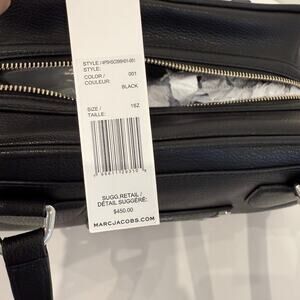 STYLE /
STYLE:
COLOR / 001
COULEUR: BLACK
SIZE / 1SZ
TAILLE:
SUGG.RETAIL /
DÉTAIL SUGGÉRÉ:
$450.00
MARCJACOBS.COM